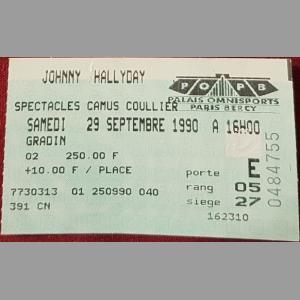 JOHNNY HALLYDAY
POPB
PALAIS OMNISPORTS
PARIS BERCY
SPECTACLES CAMUS COULLIER
SAMEDI 29 SEPTEMBRE 1990 A 16H00
GRADIN
02 250.00 F
+10.00 F / PLACE
porte E
rang 05
siege 27
7730313 01 250990 040
391 CN
162310
0484755